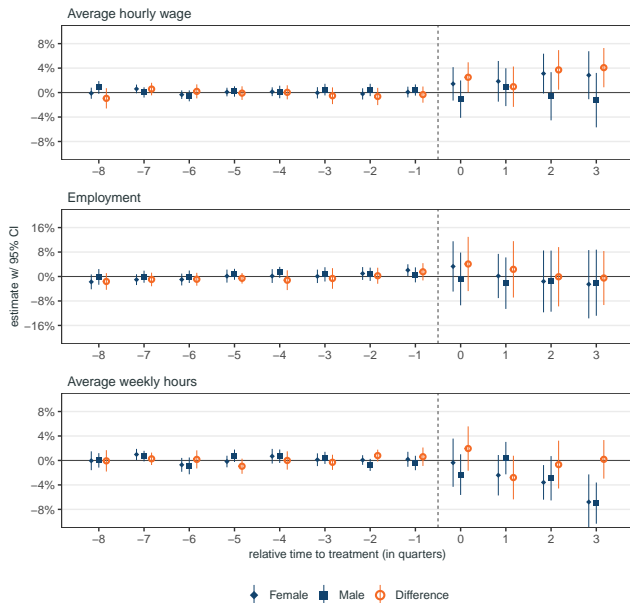 Average hourly wage
8%
4%
0%
−4%
−8%
−8 −7 −6 −5 −4 −3 −2 −1 0 1 2 3
Employment
16%
8%
0%
−8%
−16%
−8 −7 −6 −5 −4 −3 −2 −1 0 1 2 3
estimate w/ 95% CI
Average weekly hours
8%
4%
0%
−4%
−8%
−8 −7 −6 −5 −4 −3 −2 −1 0 1 2 3
relative time to treatment (in quarters)
Female Male Difference